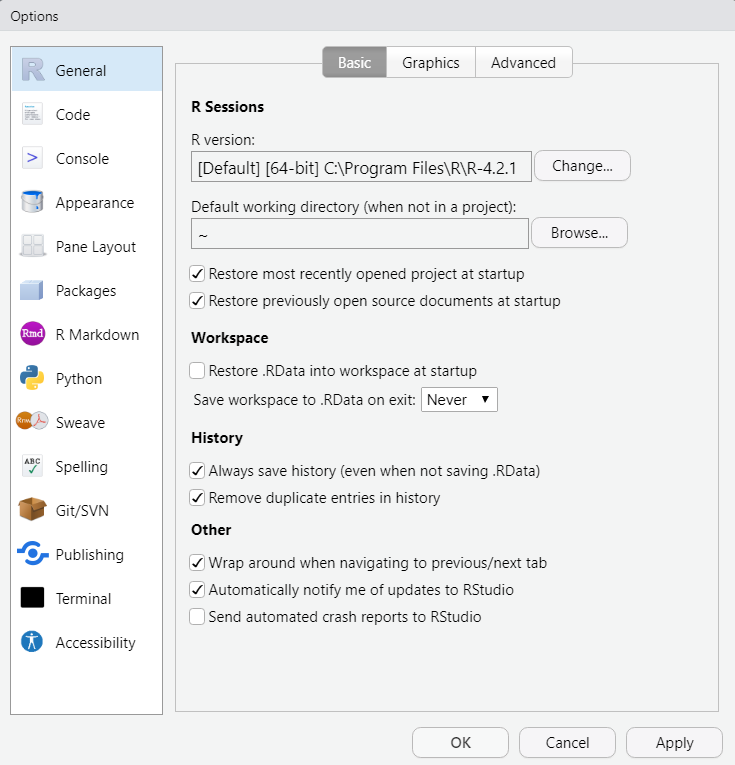 Options
General
Code
Console
Appearance
Pane Layout
Packages
Rmd R Markdown
Python
Sweave
ABC Spelling
Git/SVN
Publishing
Terminal
Accessibility
Basic Graphics Advanced
R Sessions
R version:
[Default] [64-bit] C:\Program Files\R\R-4.2.1 Change...
Default working directory (when not in a project):
~ Browse...
Restore most recently opened project at startup
Restore previously open source documents at startup
Workspace
Restore .RData into workspace at startup
Save workspace to .RData on exit: Never
History
Always save history (even when not saving .RData)
Remove duplicate entries in history
Other
Wrap around when navigating to previous/next tab
Automatically notify me of updates to RStudio
Send automated crash reports to RStudio
OK Cancel Apply